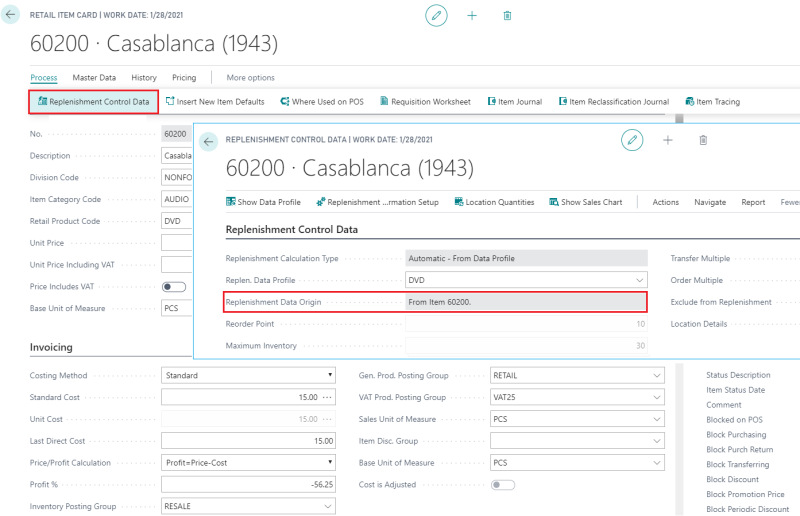 RETAIL ITEM CARD | WORK DATE: 1/28/2021
60200 · Casablanca (1943)
Process Master Data History Pricing More options
Replenishment Control Data Insert New Item Defaults Where Used on POS Requisition Worksheet Item Journal Item Reclassification Journal Item Tracing
No. 60200
Description Casabla
Division Code NONFO
Item Category Code AUDIO
Retail Product Code DVD
Unit Price
Unit Price Including VAT
Price Includes VAT
Base Unit of Measure PCS
REPLENISHMENT CONTROL DATA | WORK DATE: 1/28/2021
60200 · Casablanca (1943)
Show Data Profile Replenishment ...rmation Setup Location Quantities Show Sales Chart Actions Navigate Report Fewer
Replenishment Control Data
Replenishment Calculation Type Automatic - From Data Profile Transfer Multiple
Replen. Data Profile DVD Order Multiple
Replenishment Data Origin From Item 60200. Exclude from Replenishment
Reorder Point 10 Location Details
Maximum Inventory 30
Invoicing
Costing Method Standard Gen. Prod. Posting Group RETAIL Status Description
Standard Cost 15.00 ··· VAT Prod. Posting Group VAT25 Item Status Date
Unit Cost 15.00 ··· Sales Unit of Measure PCS Comment
Last Direct Cost 15.00 Item Disc. Group Blocked on POS
Price/Profit Calculation Profit=Price-Cost Base Unit of Measure PCS Block Purchasing
Profit % -56.25 Cost is Adjusted Block Purch Return
Inventory Posting Group RESALE Block Transferring
Block Discount
Block Promotion Price
Block Periodic Discount